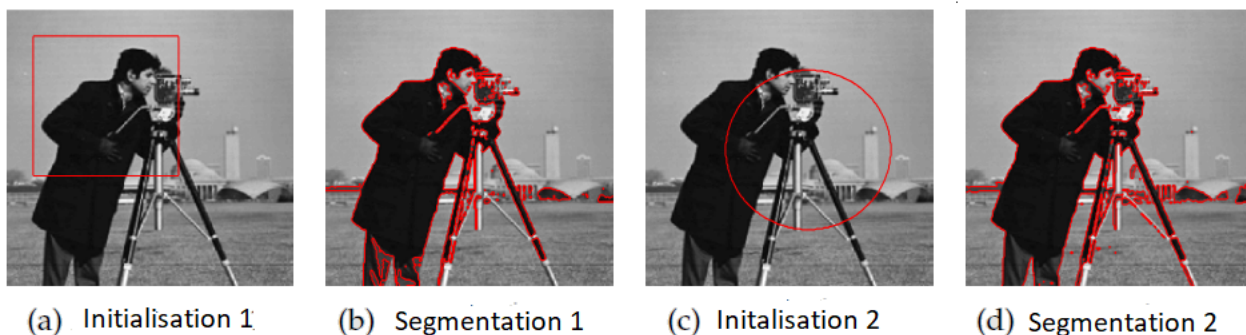 (a) Initialisation 1
(b) Segmentation 1
(c) Initalisation 2
(d) Segmentation 2